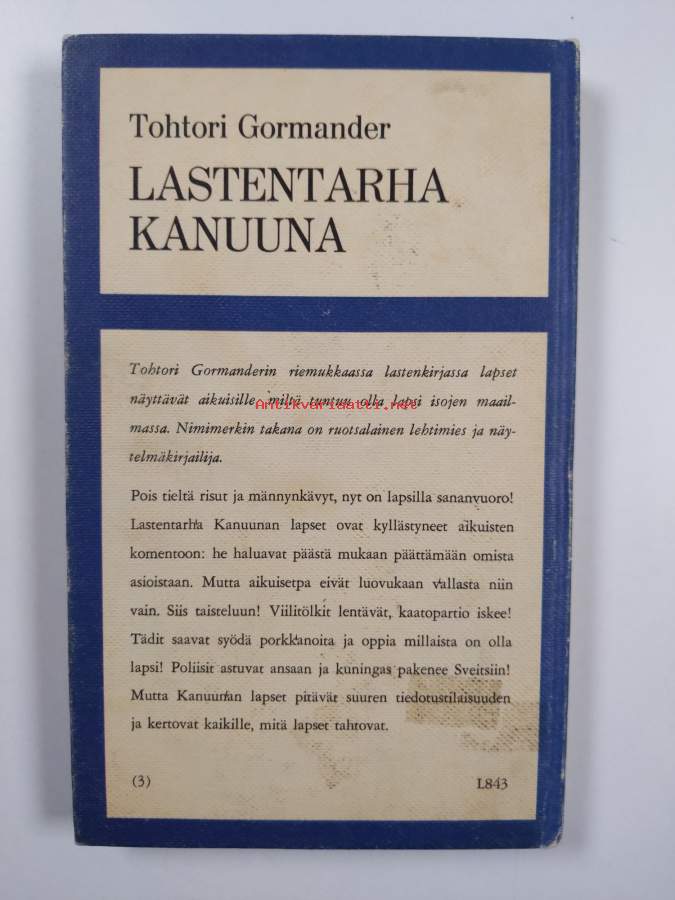 Tohtori Gormander
LASTENTARHA
KANUUNA
Tohtori Gormanderin riemukkaassa lastenkirjassa lapset
näyttävät aikuisille, miltä tuntuu olla lapsi isojen maail-
Antikvariaatti.net
massa. Nimimerkin takana on ruotsalainen lehtimies ja näy-
telmäkirjailija.
Pois tieltä risut ja männynkävyt, nyt on lapsilla sananvuoro!
Lastentarha Kanuunan lapset ovat kyllästyneet aikuisten
komentoon: he haluavat päästä mukaan päättämään omista
asioistaan. Mutta aikuisetpa eivät luovukaan vallasta niin
vain. Siis taisteluun! Viilitölkit lentävät, kaatopartio iskee!
Tädit saavat syödä porkkanoita ja oppia millaista on olla
lapsi! Poliisit astuvat ansaan ja kuningas pakenee Sveitsiin!
Mutta Kanuunan lapset pitävät suuren tiedotustilaisuuden
ja kertovat kaikille, mitä lapset tahtovat.
(3) L843